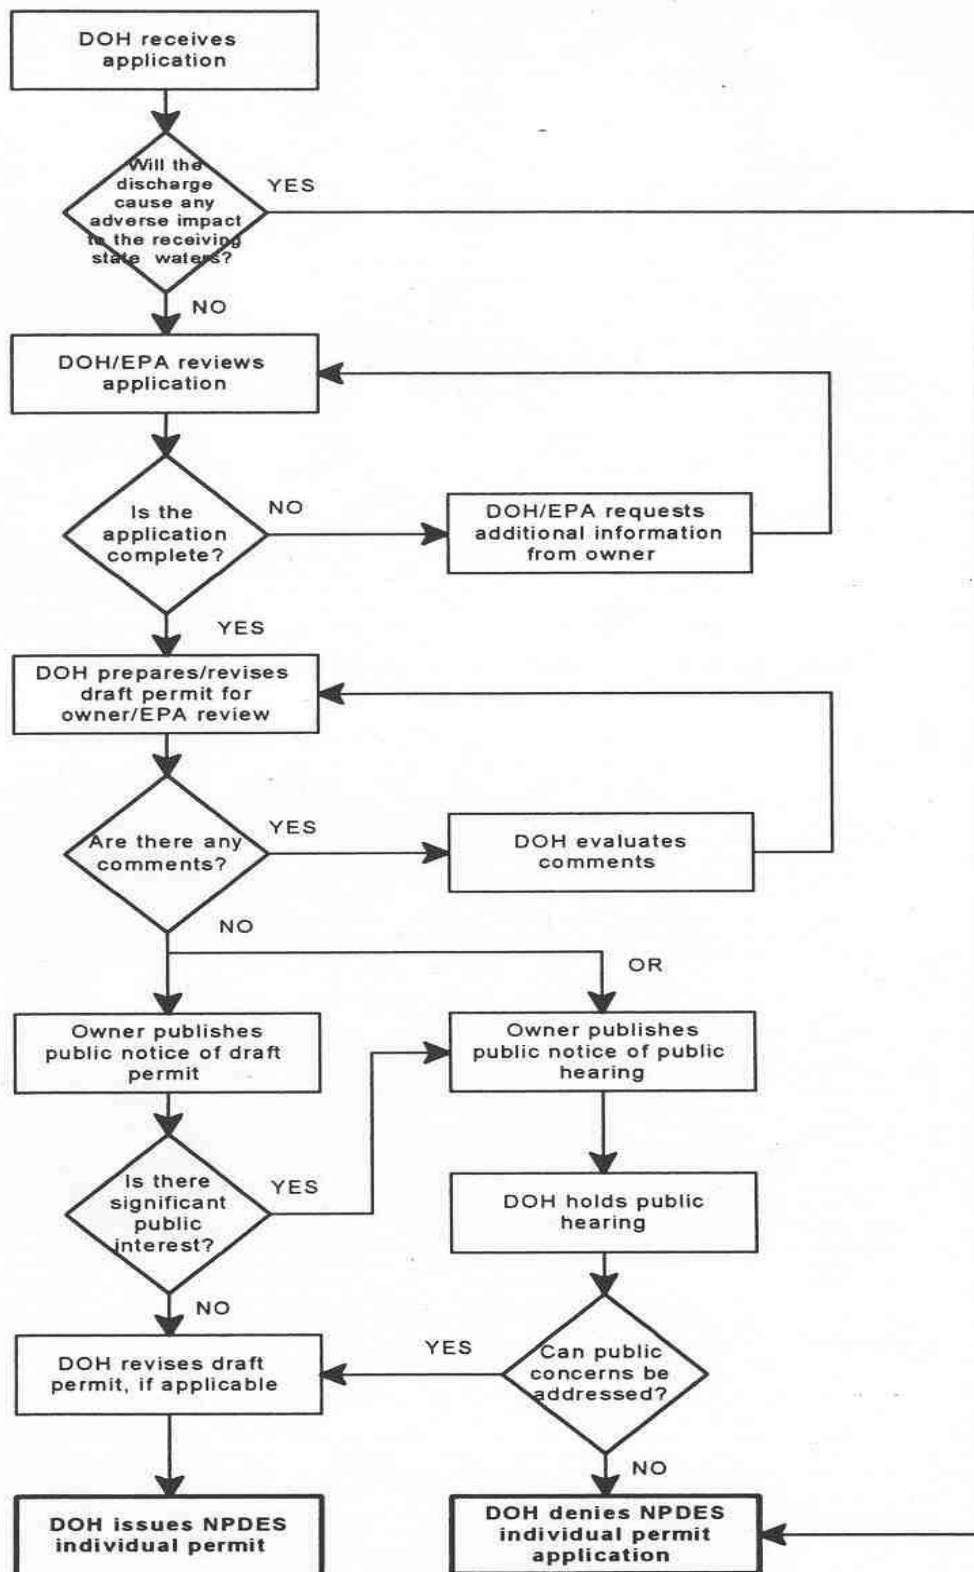 DOH receives
application
Will the
discharge
cause any
adverse impact
to the receiving
state waters?
YES
NO
DOH/EPA reviews
application
Is the
application
complete?
NO
DOH/EPA requests
additional information
from owner
YES
DOH prepares/revises
draft permit for
owner/EPA review
Are there any
comments?
YES
DOH evaluates
comments
NO
OR
Owner publishes
public notice of draft
permit
Owner publishes
public notice of public
hearing
Is there
significant
public
interest?
YES
DOH holds public
hearing
NO
DOH revises draft
permit, if applicable
YES
Can public
concerns be
addressed?
NO
DOH issues NPDES
individual permit
DOH denies NPDES
individual permit
application